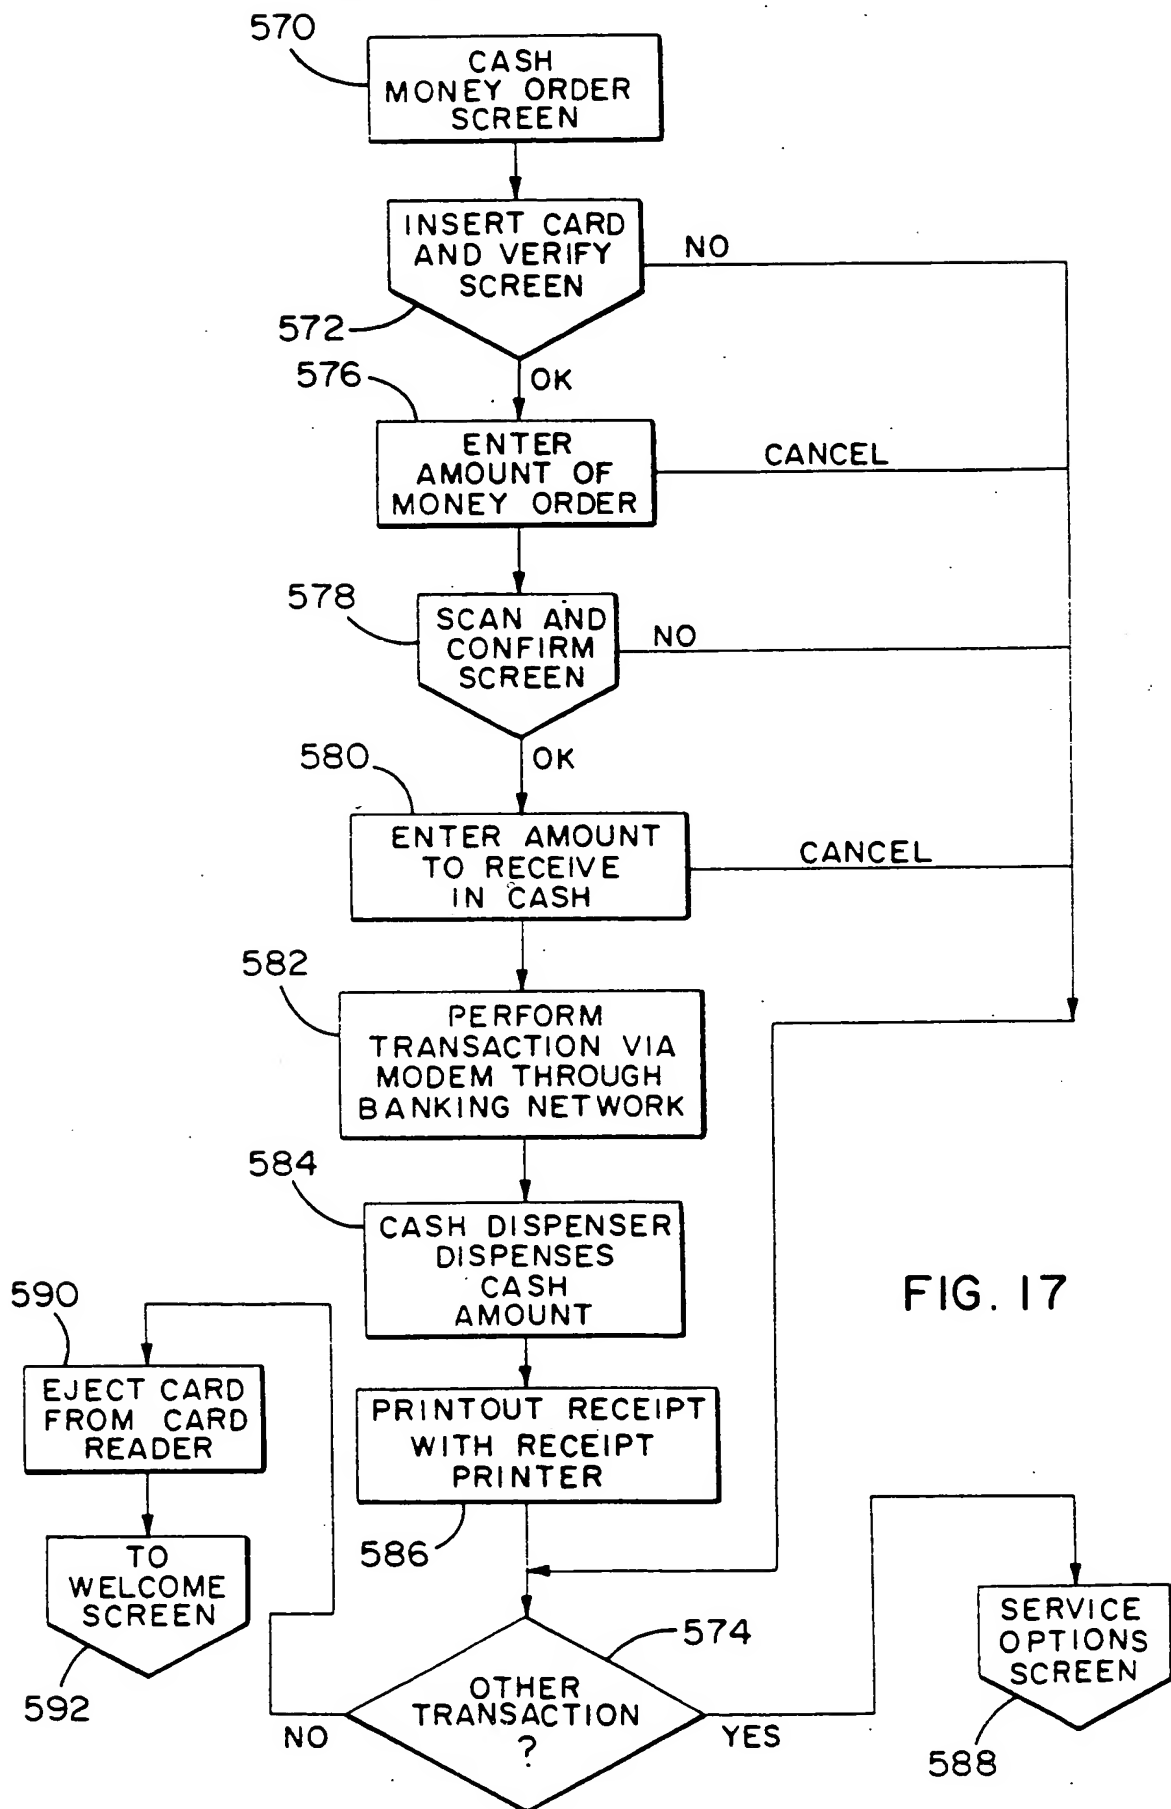 570
CASH
MONEY ORDER
SCREEN
INSERT CARD
AND VERIFY
SCREEN
NO
572
OK
576
ENTER
AMOUNT OF
MONEY ORDER
CANCEL
578
SCAN AND
CONFIRM
SCREEN
NO
OK
580
ENTER AMOUNT
TO RECEIVE
IN CASH
CANCEL
582
PERFORM
TRANSACTION VIA
MODEM THROUGH
BANKING NETWORK
584
CASH DISPENSER
DISPENSES
CASH
AMOUNT
FIG. 17
590
EJECT CARD
FROM CARD
READER
PRINTOUT RECEIPT
WITH RECEIPT
PRINTER
586
TO
WELCOME
SCREEN
592
574
OTHER
TRANSACTION
?
NO
YES
SERVICE
OPTIONS
SCREEN
588